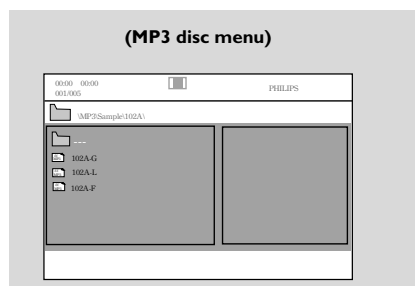 (MP3 disc menu)
00:00 00:00
001/005
PHILIPS
\MP3\Sample\102A\
---
102A-G
102A-L
102A-F